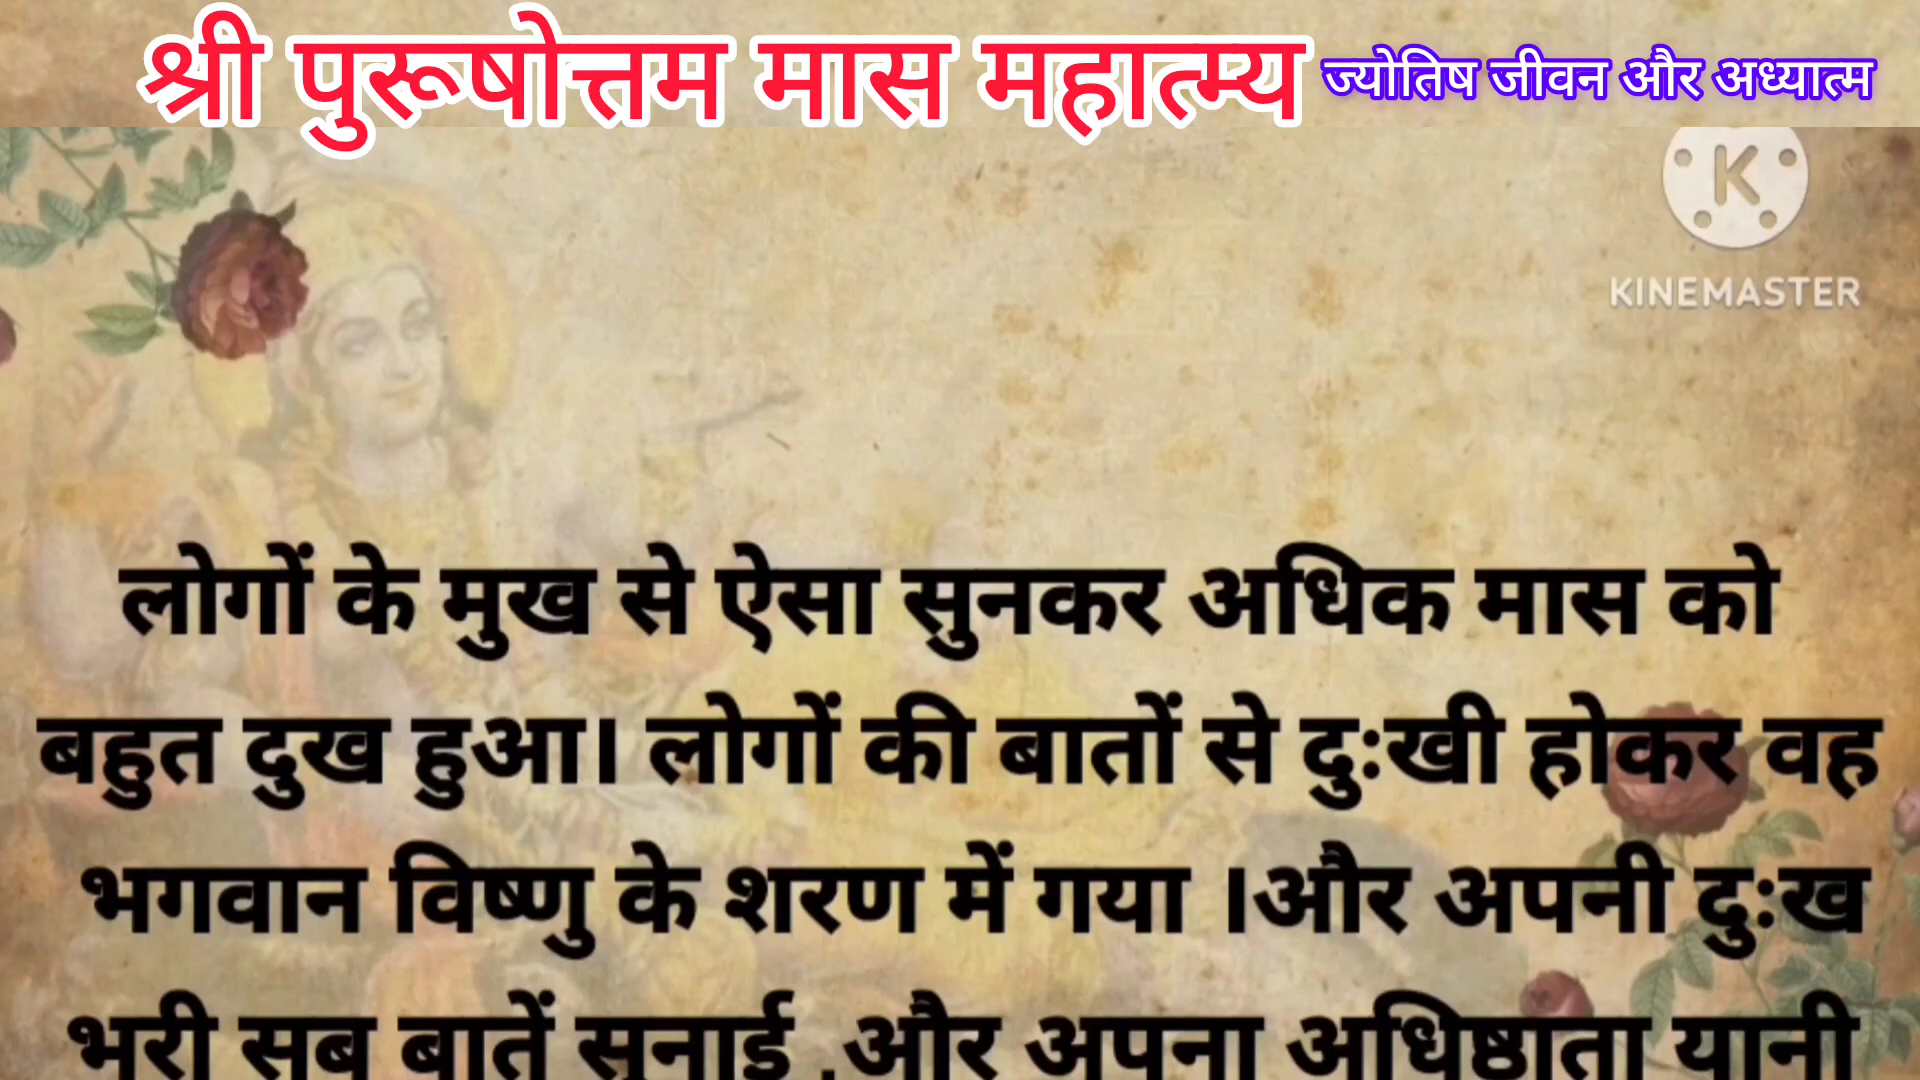 श्री पुरूषोत्तम मास महात्म्य ज्योतिष जीवन और अध्यात्म
K
KINEMASTER
लोगों के मुख से ऐसा सुनकर अधिक मास को
बहुत दुख हुआ। लोगों की बातों से दुःखी होकर वह
भगवान विष्णु के शरण में गया ।और अपनी दुःख
भरी सब बातें सुनाई ,और अपना अधिष्ठाता यानी